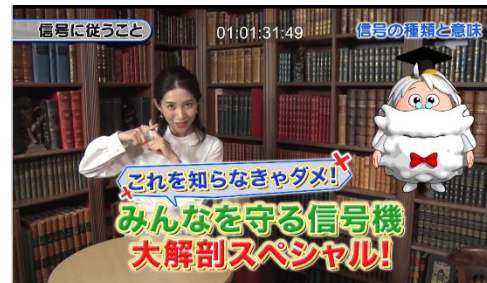 信号に従うこと
01:01:31:49
信号の種類と意味
これを知らなきゃダメ!
みんなを守る信号機
大解剖スペシャル!